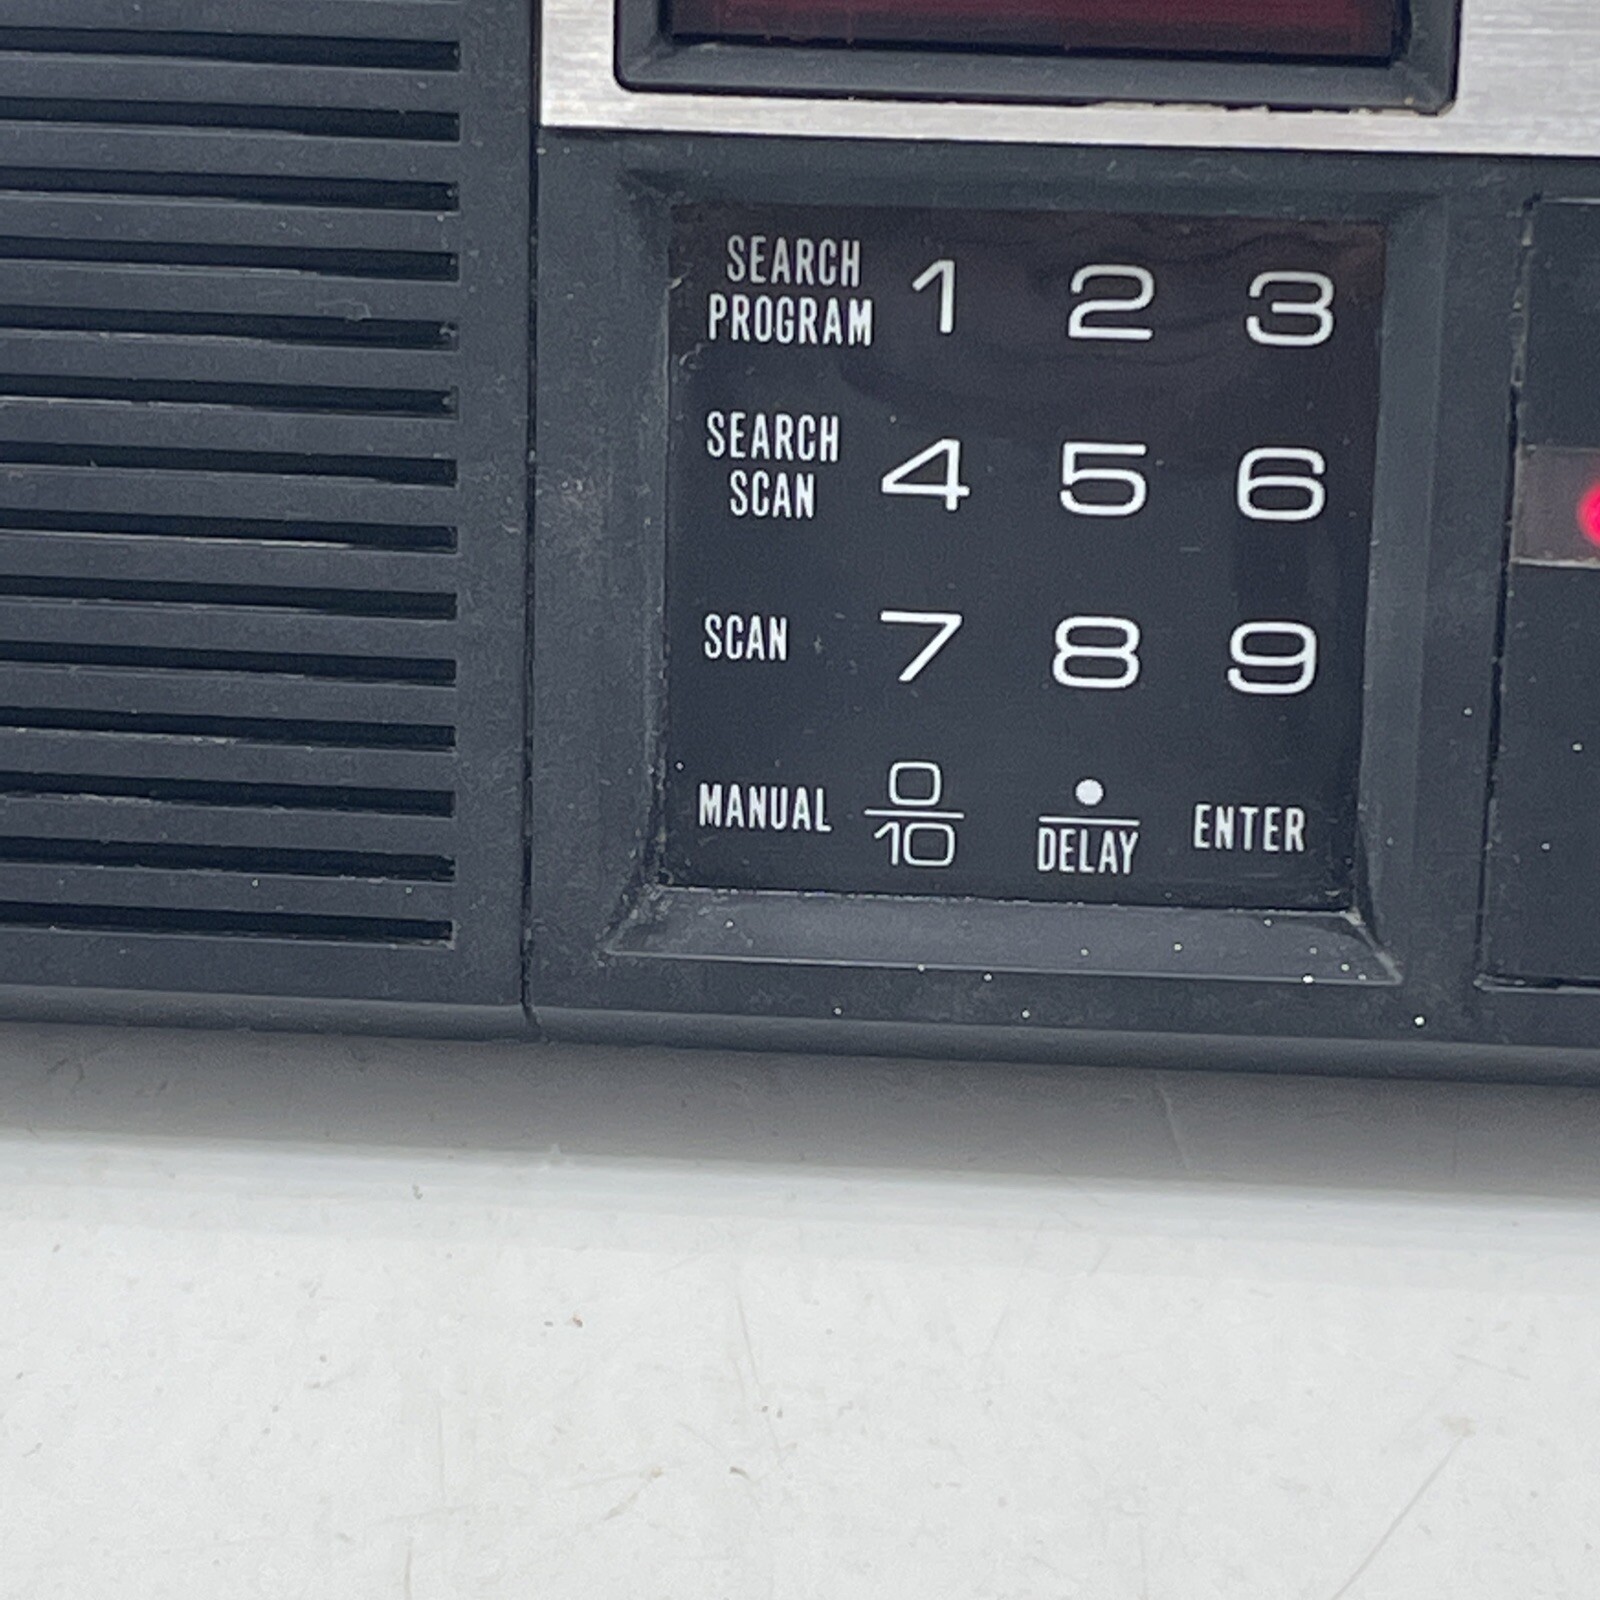 SEARCH PROGRAM 1 2 3
SEARCH SCAN 4 5 6
SCAN 7 8 9
MANUAL 0/10 •/DELAY ENTER